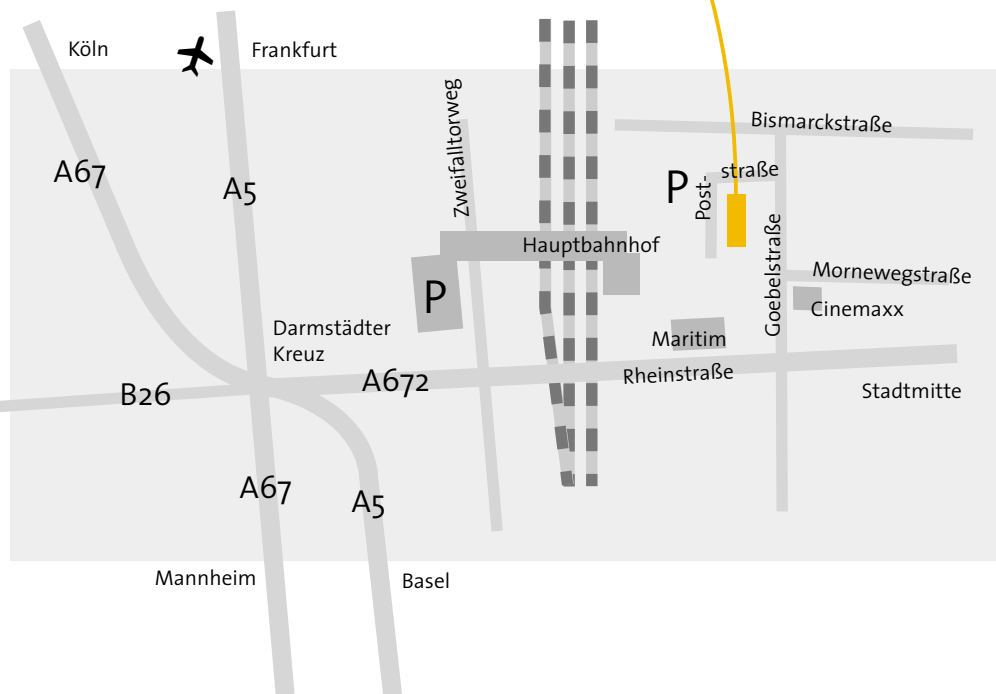 Köln
Frankfurt
Zweifalltorweg
Bismarckstraße
A67
A5
P
Post-
straße
Hauptbahnhof
Goebelstraße
Mornewegstraße
P
Cinemaxx
Darmstädter
Kreuz
Maritim
A672
Rheinstraße
B26
Stadtmitte
A67
A5
Mannheim
Basel